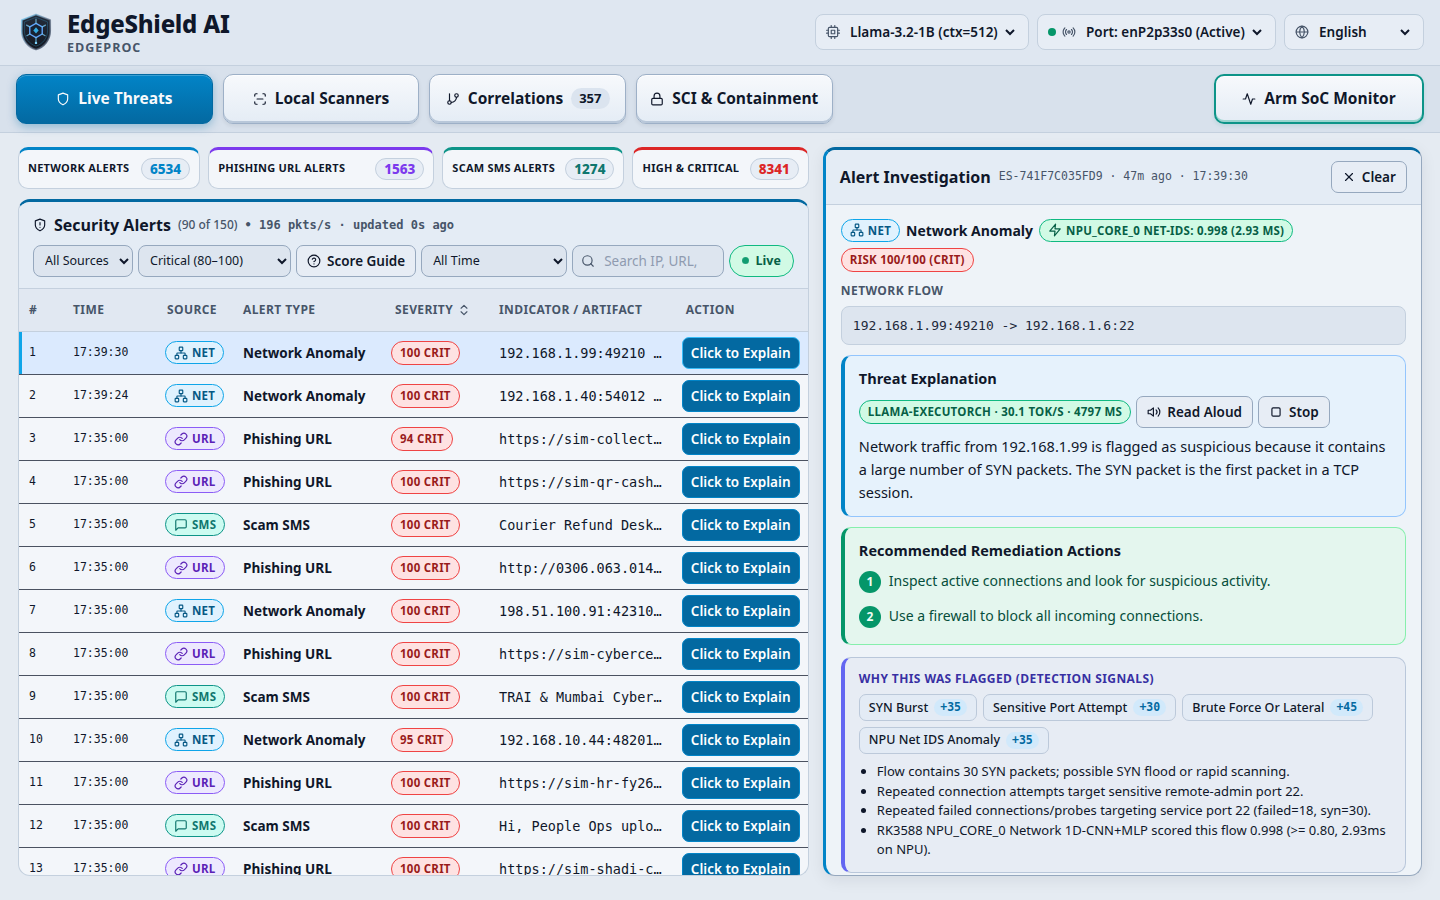 EdgeShield AI
EDGEPROC
Llama-3.2-1B (ctx=512)
Port: enP2p33s0 (Active)
English
Live Threats
Local Scanners
Correlations 357
SCI & Containment
Arm SoC Monitor
NETWORK ALERTS 6534
PHISHING URL ALERTS 1563
SCAM SMS ALERTS 1274
HIGH & CRITICAL 8341
Security Alerts (90 of 150) • 196 pkts/s · updated 0s ago
All Sources
Critical (80–100)
Score Guide
All Time
Search IP, URL,
Live
# TIME SOURCE ALERT TYPE SEVERITY INDICATOR / ARTIFACT ACTION
1 17:39:30 NET Network Anomaly 100 CRIT 192.168.1.99:49210 … Click to Explain
2 17:39:24 NET Network Anomaly 100 CRIT 192.168.1.40:54012 … Click to Explain
3 17:35:00 URL Phishing URL 94 CRIT https://sim-collect… Click to Explain
4 17:35:00 URL Phishing URL 100 CRIT https://sim-qr-cash… Click to Explain
5 17:35:00 SMS Scam SMS 100 CRIT Courier Refund Desk… Click to Explain
6 17:35:00 URL Phishing URL 100 CRIT http://0306.063.014… Click to Explain
7 17:35:00 NET Network Anomaly 100 CRIT 198.51.100.91:42310… Click to Explain
8 17:35:00 URL Phishing URL 100 CRIT https://sim-cyberce… Click to Explain
9 17:35:00 SMS Scam SMS 100 CRIT TRAI & Mumbai Cyber… Click to Explain
10 17:35:00 NET Network Anomaly 95 CRIT 192.168.10.44:48201… Click to Explain
11 17:35:00 URL Phishing URL 100 CRIT https://sim-hr-fy26… Click to Explain
12 17:35:00 SMS Scam SMS 100 CRIT Hi, People Ops uplo… Click to Explain
13 17:35:00 URL Phishing URL 100 CRIT https://sim-shadi-c… Click to Explain
Alert Investigation ES-741F7C035FD9 · 47m ago · 17:39:30
Clear
NET Network Anomaly NPU_CORE_0 NET-IDS: 0.998 (2.93 MS)
RISK 100/100 (CRIT)
NETWORK FLOW
192.168.1.99:49210 -> 192.168.1.6:22
Threat Explanation
LLAMA-EXECUTORCH · 30.1 TOK/S · 4797 MS
Read Aloud
Stop
Network traffic from 192.168.1.99 is flagged as suspicious because it contains
a large number of SYN packets. The SYN packet is the first packet in a TCP
session.
Recommended Remediation Actions
1 Inspect active connections and look for suspicious activity.
2 Use a firewall to block all incoming connections.
WHY THIS WAS FLAGGED (DETECTION SIGNALS)
SYN Burst +35
Sensitive Port Attempt +30
Brute Force Or Lateral +45
NPU Net IDS Anomaly +35
• Flow contains 30 SYN packets; possible SYN flood or rapid scanning.
• Repeated connection attempts target sensitive remote-admin port 22.
• Repeated failed connections/probes targeting service port 22 (failed=18, syn=30).
• RK3588 NPU_CORE_0 Network 1D-CNN+MLP scored this flow 0.998 (>= 0.80, 2.93ms
on NPU).